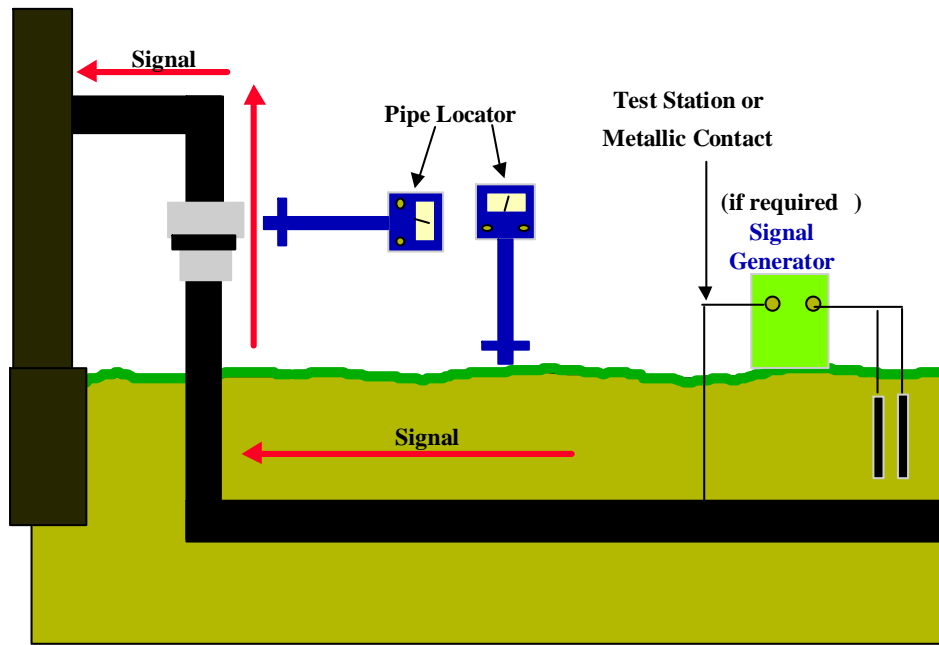 Signal
Pipe Locator
Test Station or
Metallic Contact
(if required )
Signal
Generator
Signal